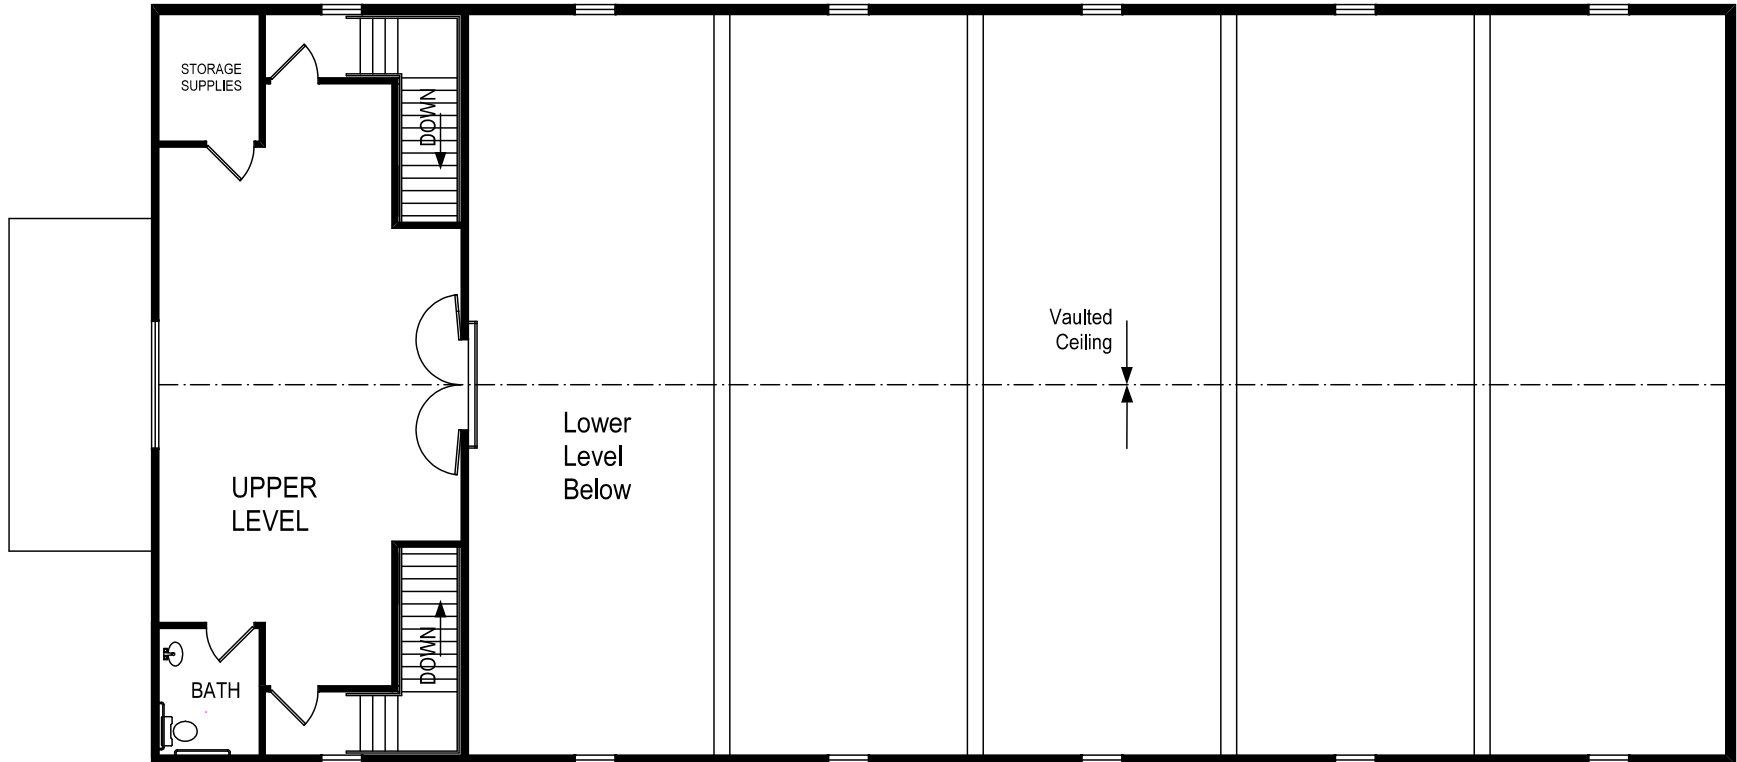 STORAGE
SUPPLIES
DOWN
Vaulted
Ceiling
Lower
Level
Below
UPPER
LEVEL
DOWN
BATH